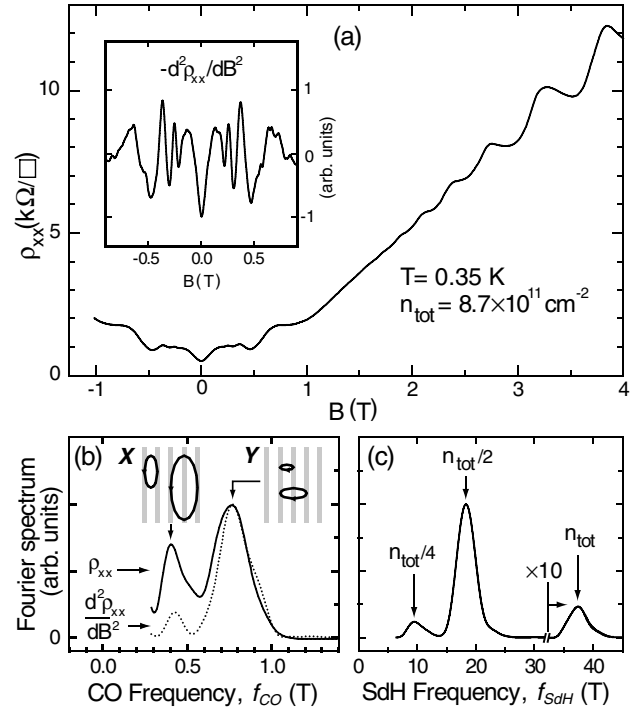 (a)
-d²ρxx/dB²
1
0
-1
(arb. units)
-0.5
0.0
0.5
B(T)
10
5
0
ρxx(kΩ/□)
T= 0.35 K
ntot = 8.7×10¹¹ cm⁻²
-1
0
1
2
3
4
B(T)
(b)
X
Y
ρxx
d²ρxx
dB²
0
Fourier spectrum
(arb. units)
0.0
0.5
1.0
CO Frequency, fCO (T)
(c)
ntot/2
ntot/4
×10
ntot
0
10
20
30
40
SdH Frequency, fSdH (T)